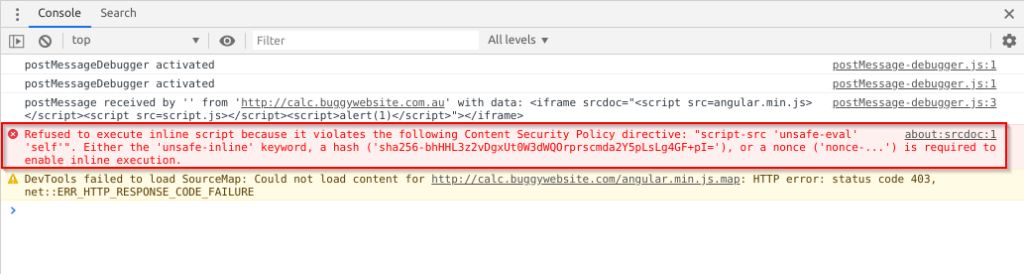 Console Search
top Filter All levels
postMessageDebugger activated postMessage-debugger.js:1
postMessageDebugger activated postMessage-debugger.js:1
postMessage received by '' from 'http://calc.buggywebsite.com.au' with data: <iframe srcdoc="<script src=angular.min.js> postMessage-debugger.js:3
</script><script src=script.js></script><script>alert(1)</script>"></iframe>
Refused to execute inline script because it violates the following Content Security Policy directive: "script-src 'unsafe-eval' about:srcdoc:1
'self'". Either the 'unsafe-inline' keyword, a hash ('sha256-bhHHL3z2vDgxUt0W3dWQOrprscmda2Y5pLsLg4GF+pI='), or a nonce ('nonce-...') is required to
enable inline execution.
DevTools failed to load SourceMap: Could not load content for http://calc.buggywebsite.com/angular.min.js.map: HTTP error: status code 403,
net::ERR_HTTP_RESPONSE_CODE_FAILURE